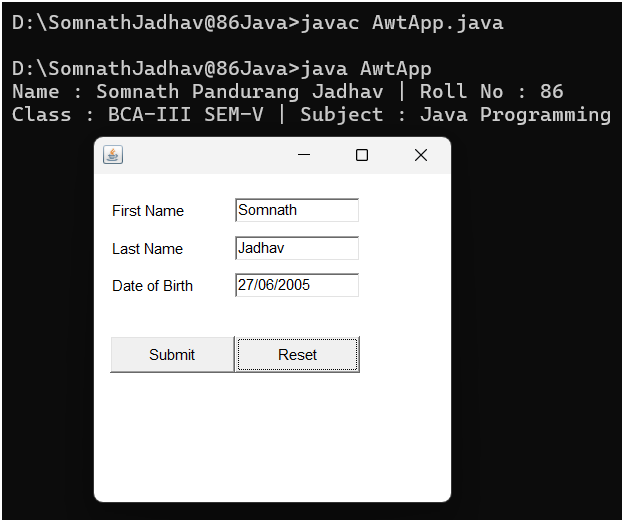 D:\SomnathJadhav@86Java>javac AwtApp.java
D:\SomnathJadhav@86Java>java AwtApp
Name : Somnath Pandurang Jadhav | Roll No : 86
Class : BCA-III SEM-V | Subject : Java Programming
First Name Somnath
Last Name Jadhav
Date of Birth 27/06/2005
Submit Reset